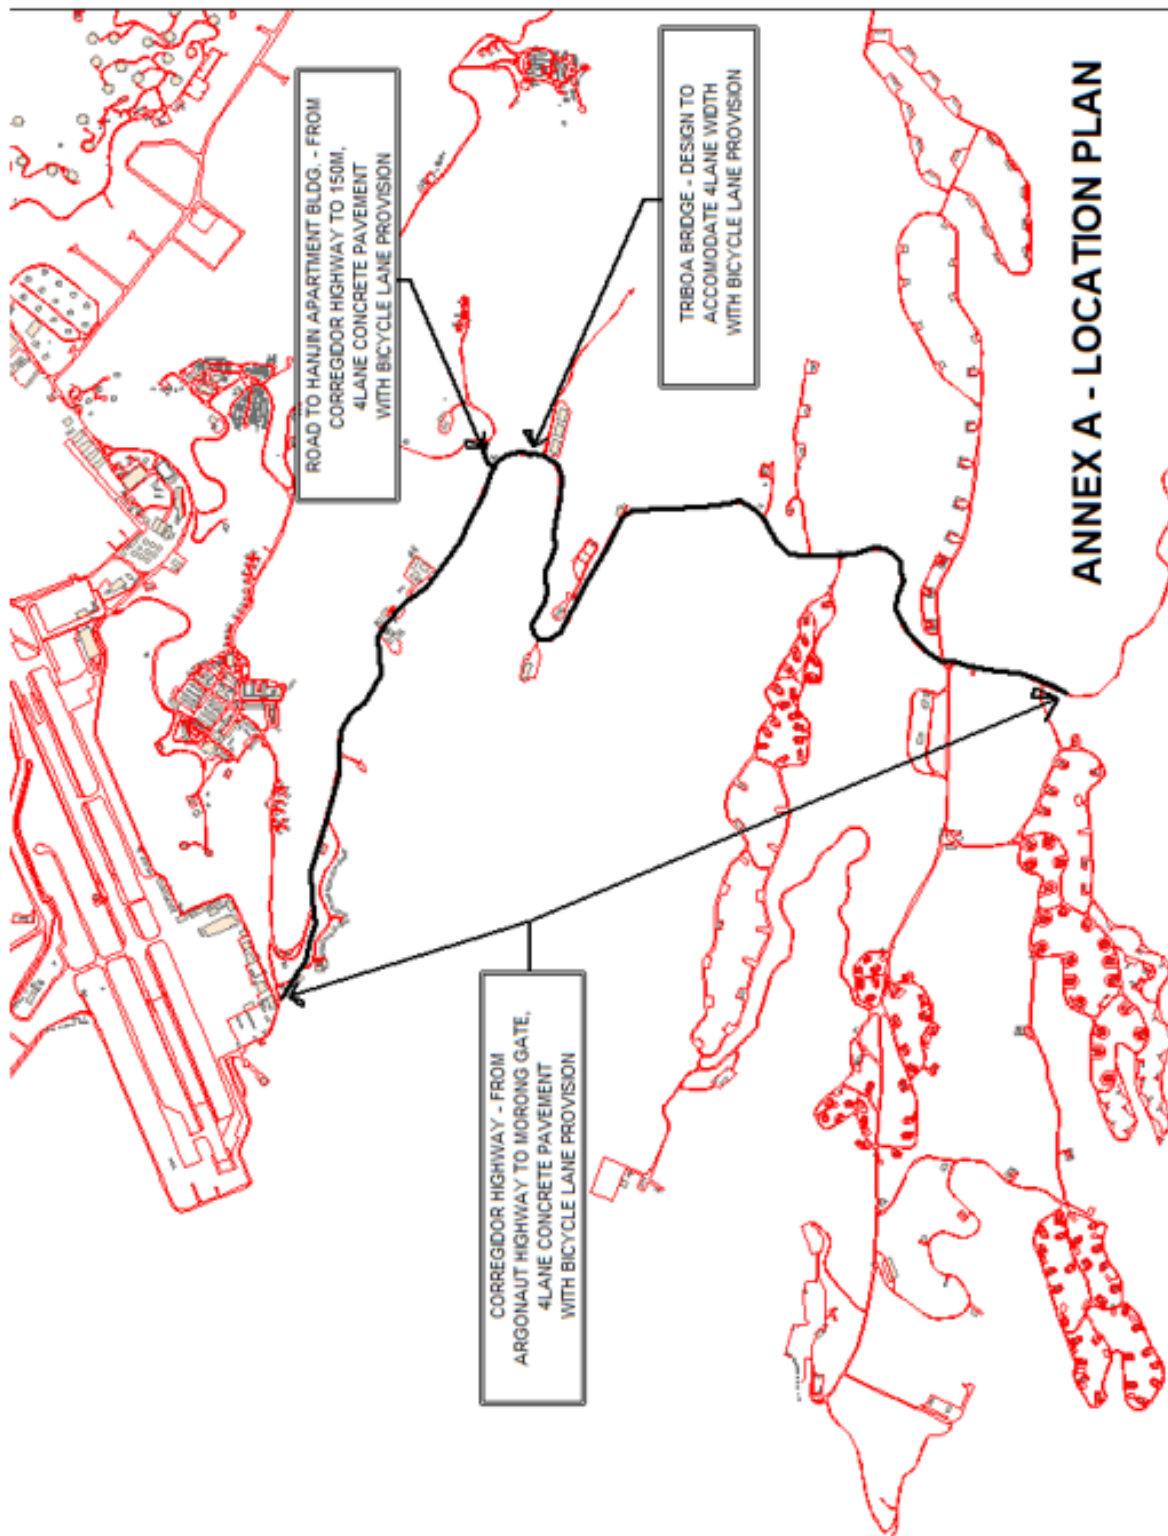 ROAD TO HANJIN APARTMENT BLDG. - FROM
CORREGIDOR HIGHWAY TO 150M,
4LANE CONCRETE PAVEMENT
WITH BICYCLE LANE PROVISION
TRIBOA BRIDGE - DESIGN TO
ACCOMODATE 4LANE WIDTH
WITH BICYCLE LANE PROVISION
CORREGIDOR HIGHWAY - FROM
ARGONAUT HIGHWAY TO MORONG GATE,
4LANE CONCRETE PAVEMENT
WITH BICYCLE LANE PROVISION
ANNEX A - LOCATION PLAN